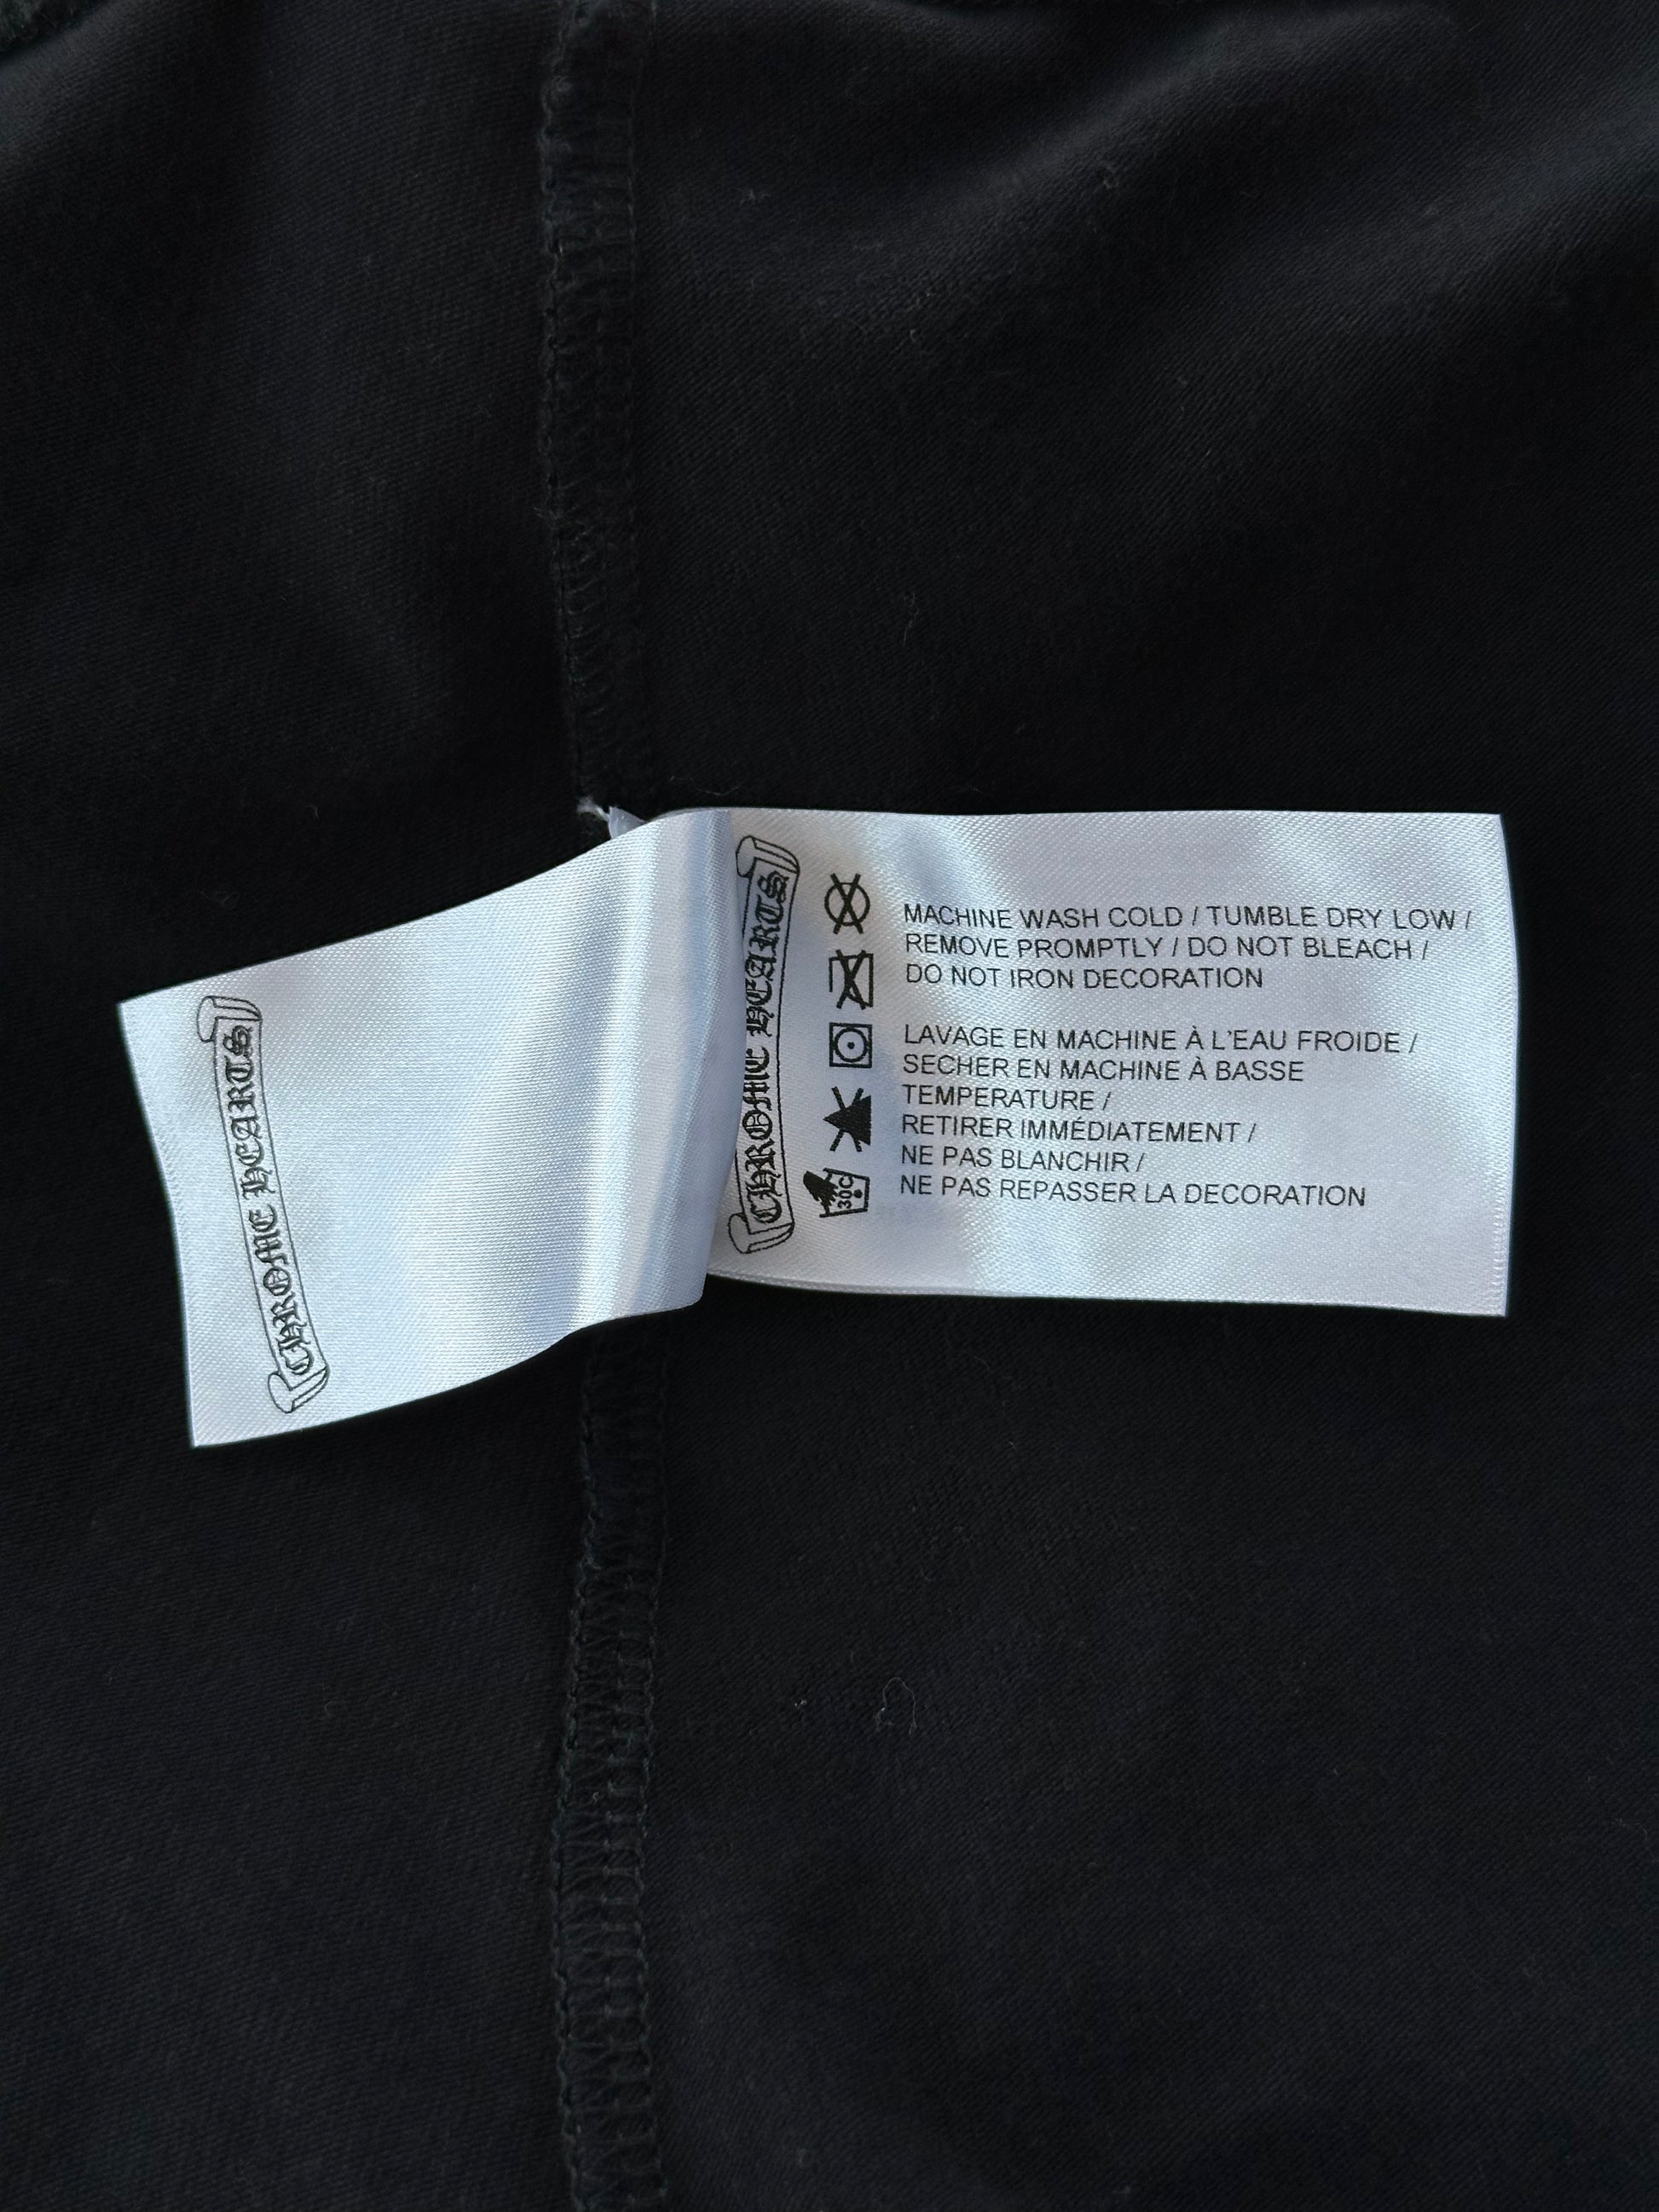 CHROME HEARTS
CHROME HEARTS
MACHINE WASH COLD / TUMBLE DRY LOW /
REMOVE PROMPTLY / DO NOT BLEACH /
DO NOT IRON DECORATION
LAVAGE EN MACHINE À L'EAU FROIDE /
SECHER EN MACHINE À BASSE
TEMPERATURE /
RETIRER IMMÉDIATEMENT /
NE PAS BLANCHIR /
NE PAS REPASSER LA DECORATION
30C